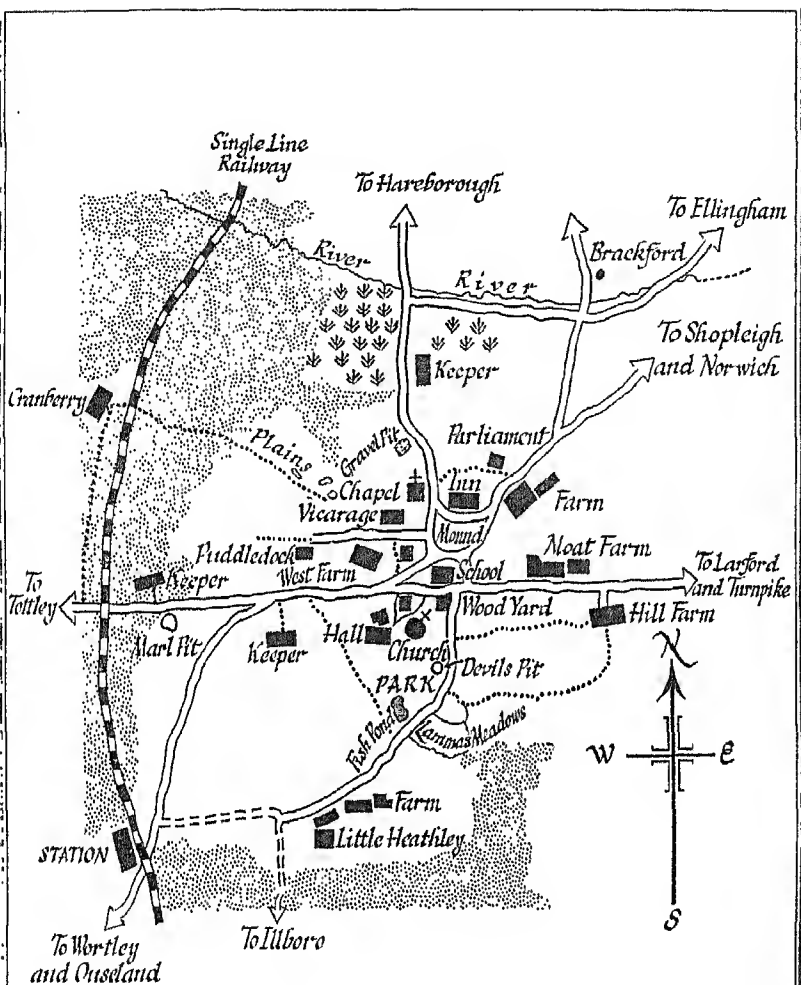 Single Line
Railway
To Hareborough
To Ellingham
Brackford
River
River
To Shopleigh
and Norwich
Keeper
Cranberry
Plains
Gravel Pit
Parliament
Chapel
Inn
Farm
Vicarage
Mound
Puddledock
West Farm
School
Moat Farm
To Larford
and Turnpike
To
Tottley
Keeper
Marl Pit
Keeper
Hall
Church
Wood Yard
Hill Farm
Devils Pit
PARK
Fish Pond
Lammas Meadows
N
W
E
S
Farm
Little Heathley
STATION
To Wortley
and Ouseland
To Illboro